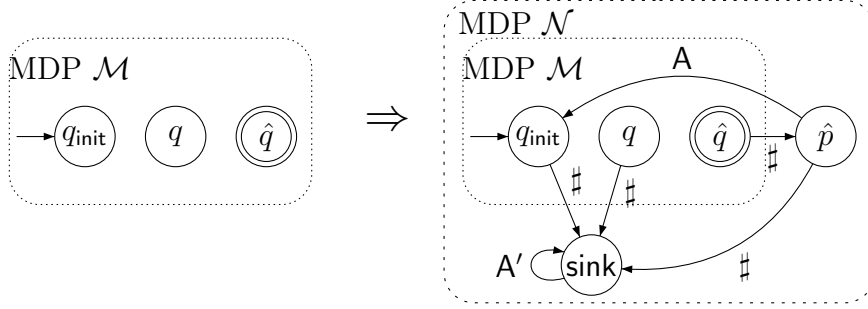 MDP 𝓜
q_init q q̂
⇒
MDP 𝓝
MDP 𝓜
A
q_init q q̂ ♯ p̂
♯ ♯
A′ sink ♯